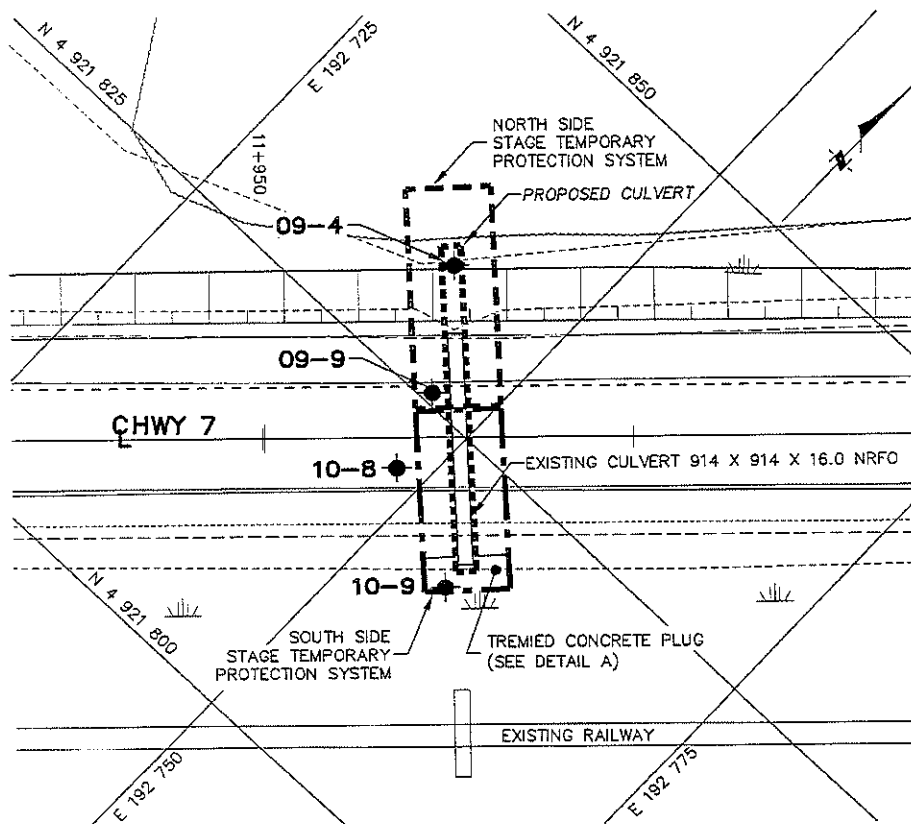 N 4 921 825
E 192 725
N 4 921 850
11+950
NORTH SIDE
STAGE TEMPORARY
PROTECTION SYSTEM
PROPOSED CULVERT
N
09-4
09-9
CHWY 7
10-8
EXISTING CULVERT 914 X 914 X 16.0 NRFO
10-9
N 4 921 800
SOUTH SIDE
STAGE TEMPORARY
PROTECTION SYSTEM
TREMIED CONCRETE PLUG
(SEE DETAIL A)
EXISTING RAILWAY
E 192 750
E 192 775